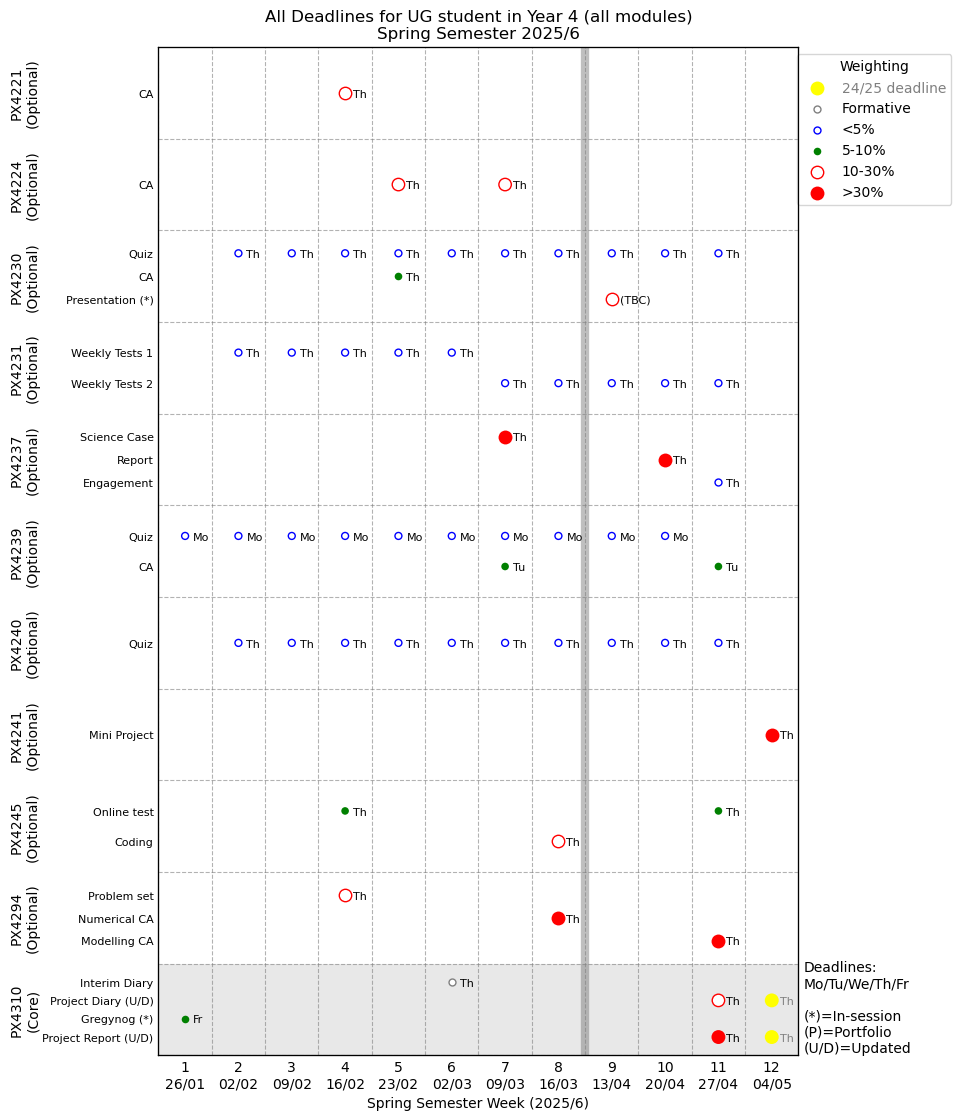 All Deadlines for UG student in Year 4 (all modules)
Spring Semester 2025/6
Weighting
24/25 deadline
Formative
<5%
5-10%
10-30%
>30%
PX4221
(Optional)
CA Th
PX4224
(Optional)
CA Th Th
PX4230
(Optional)
Quiz Th Th Th Th Th Th Th Th Th Th
CA Th
Presentation (*) (TBC)
PX4231
(Optional)
Weekly Tests 1 Th Th Th Th Th
Weekly Tests 2 Th Th Th Th Th
PX4237
(Optional)
Science Case Th
Report Th
Engagement Th
PX4239
(Optional)
Quiz Mo Mo Mo Mo Mo Mo Mo Mo Mo Mo
CA Tu Tu
PX4240
(Optional)
Quiz Th Th Th Th Th Th Th Th Th Th
PX4241
(Optional)
Mini Project Th
PX4245
(Optional)
Online test Th Th
Coding Th
PX4294
(Optional)
Problem set Th
Numerical CA Th
Modelling CA Th
PX4310
(Core)
Interim Diary Th
Project Diary (U/D) Th Th
Gregynog (*) Fr
Project Report (U/D) Th Th
Deadlines:
Mo/Tu/We/Th/Fr
(*)=In-session
(P)=Portfolio
(U/D)=Updated
1 2 3 4 5 6 7 8 9 10 11 12
26/01 02/02 09/02 16/02 23/02 02/03 09/03 16/03 13/04 20/04 27/04 04/05
Spring Semester Week (2025/6)